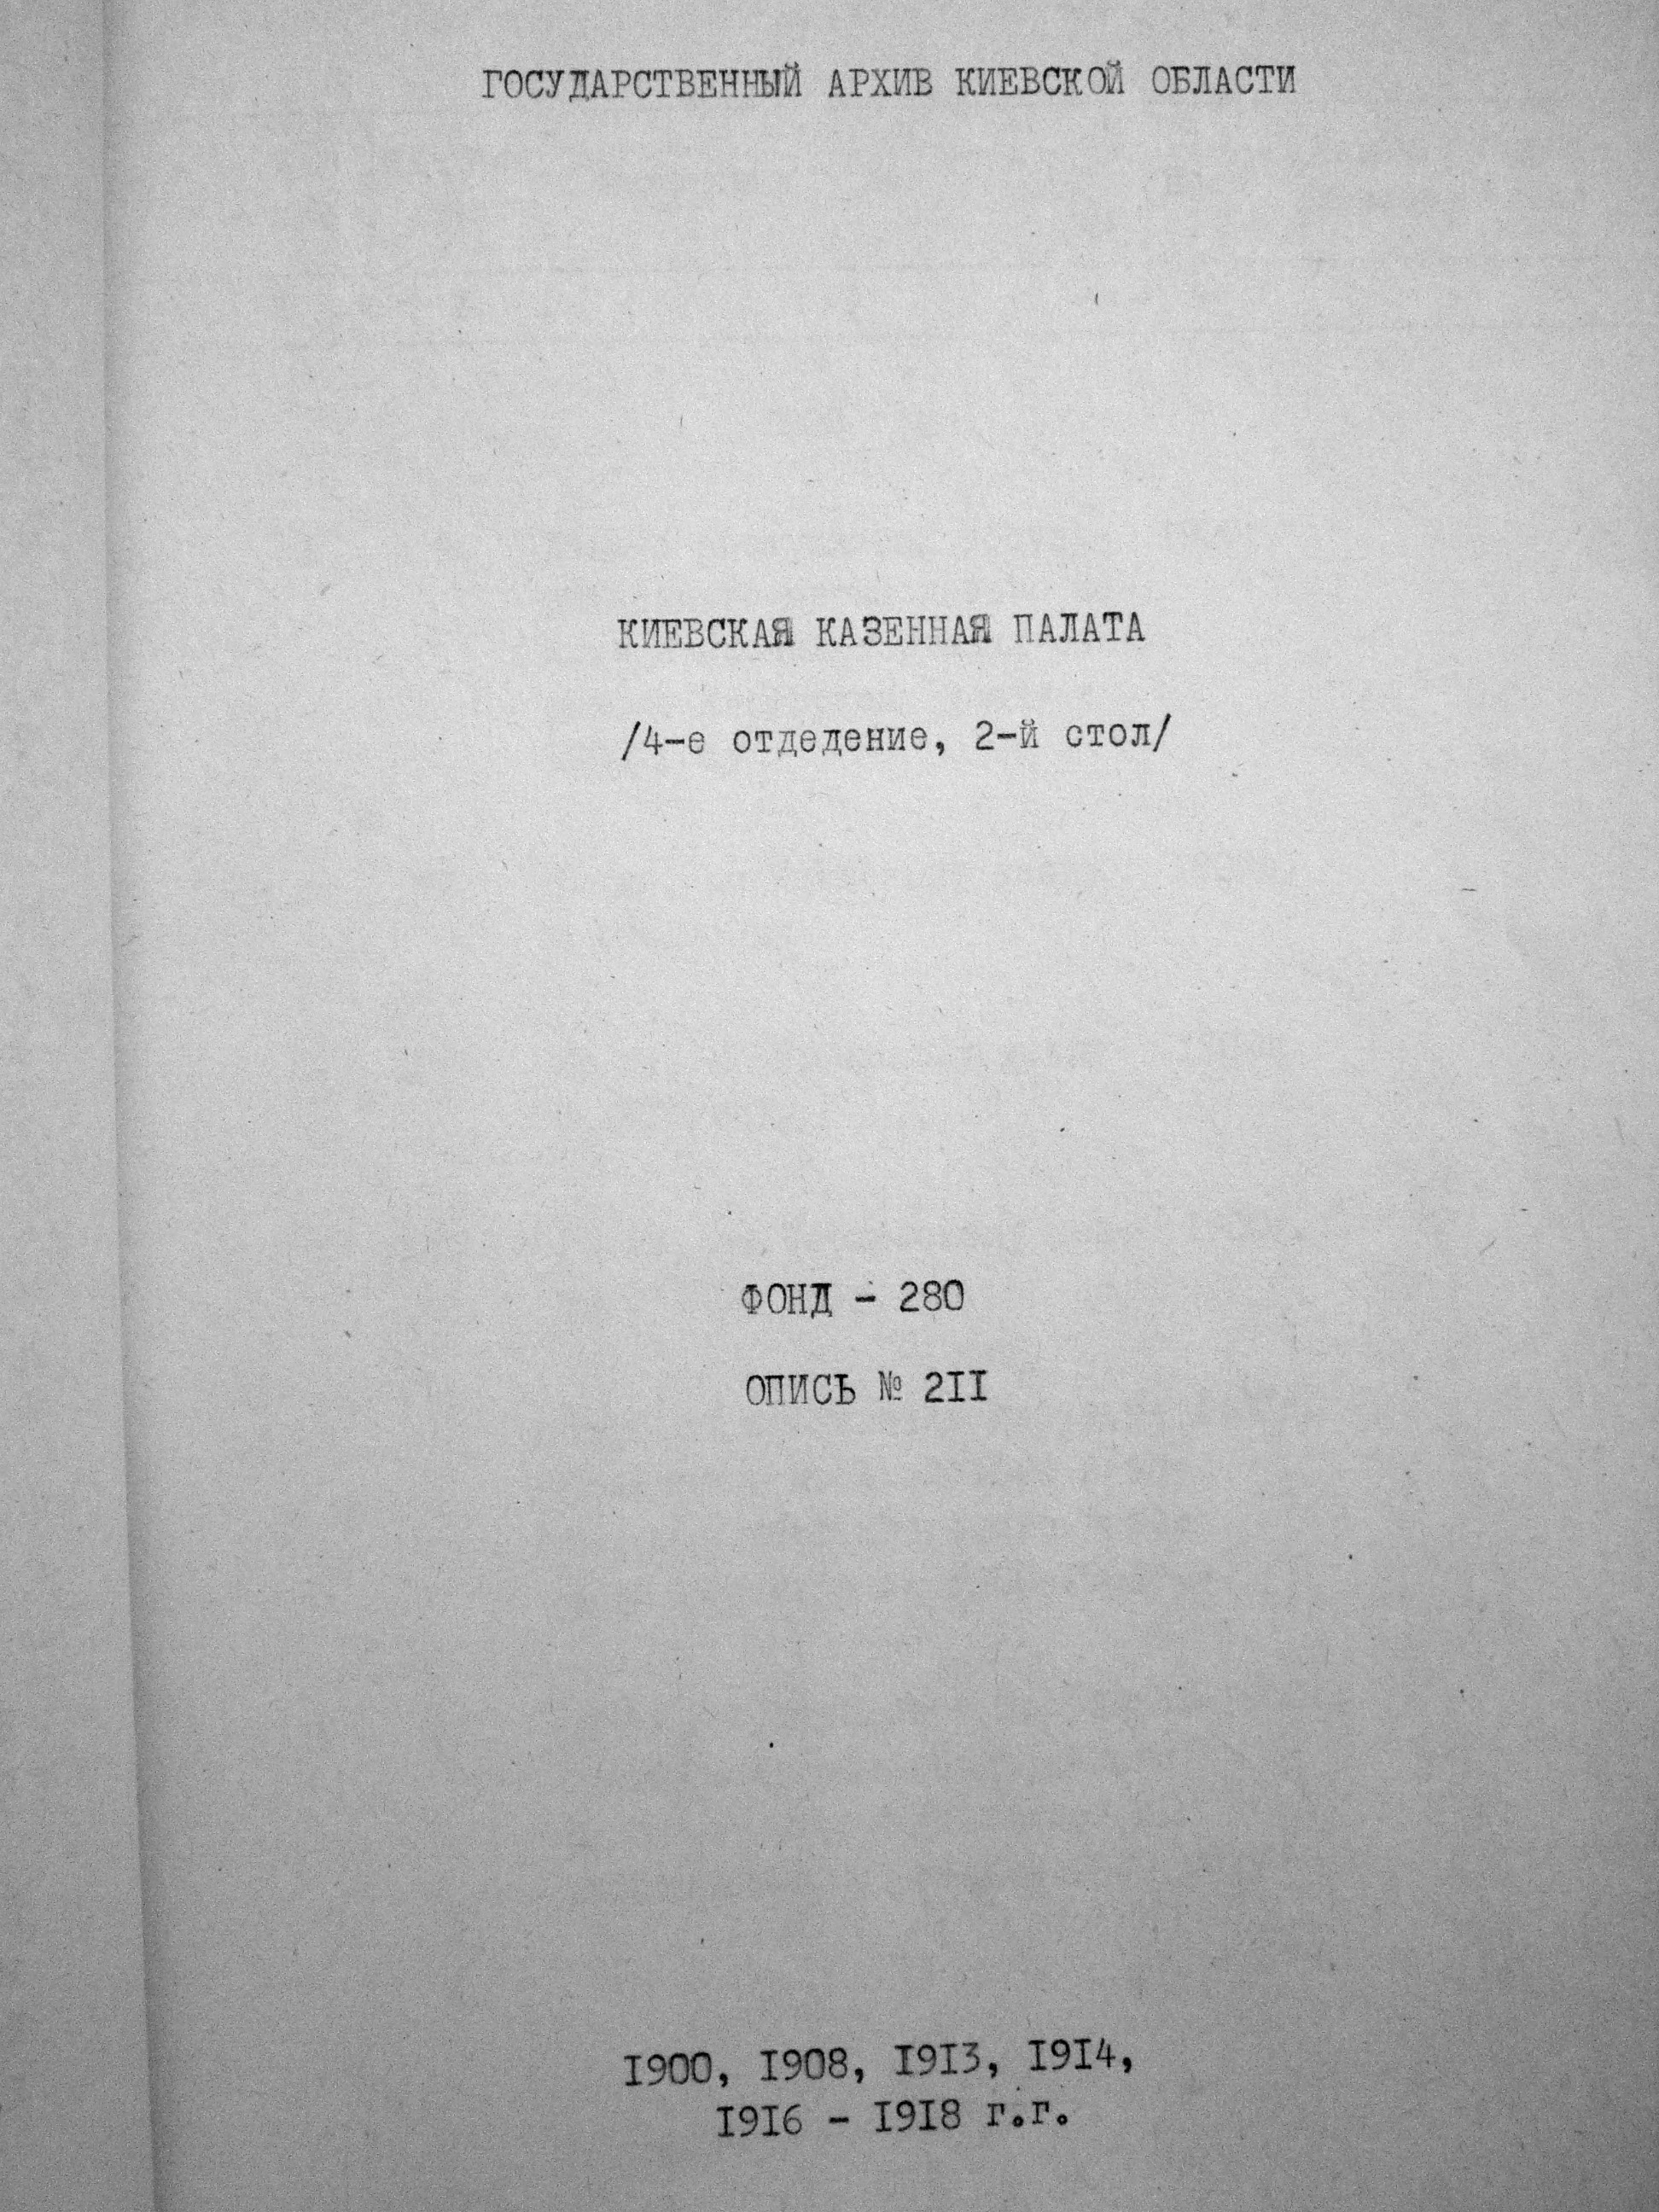 ГОСУДАРСТВЕННЫЙ АРХИВ КИЕВСКОЙ ОБЛАСТИ
КИЕВСКАЯ КАЗЕННАЯ ПАЛАТА
/4-е отдедение, 2-й стол/
ФОНД - 280
ОПИСЬ № 2II
I900, I908, I9I3, I9I4,
I9I6 - I9I8 г.г.